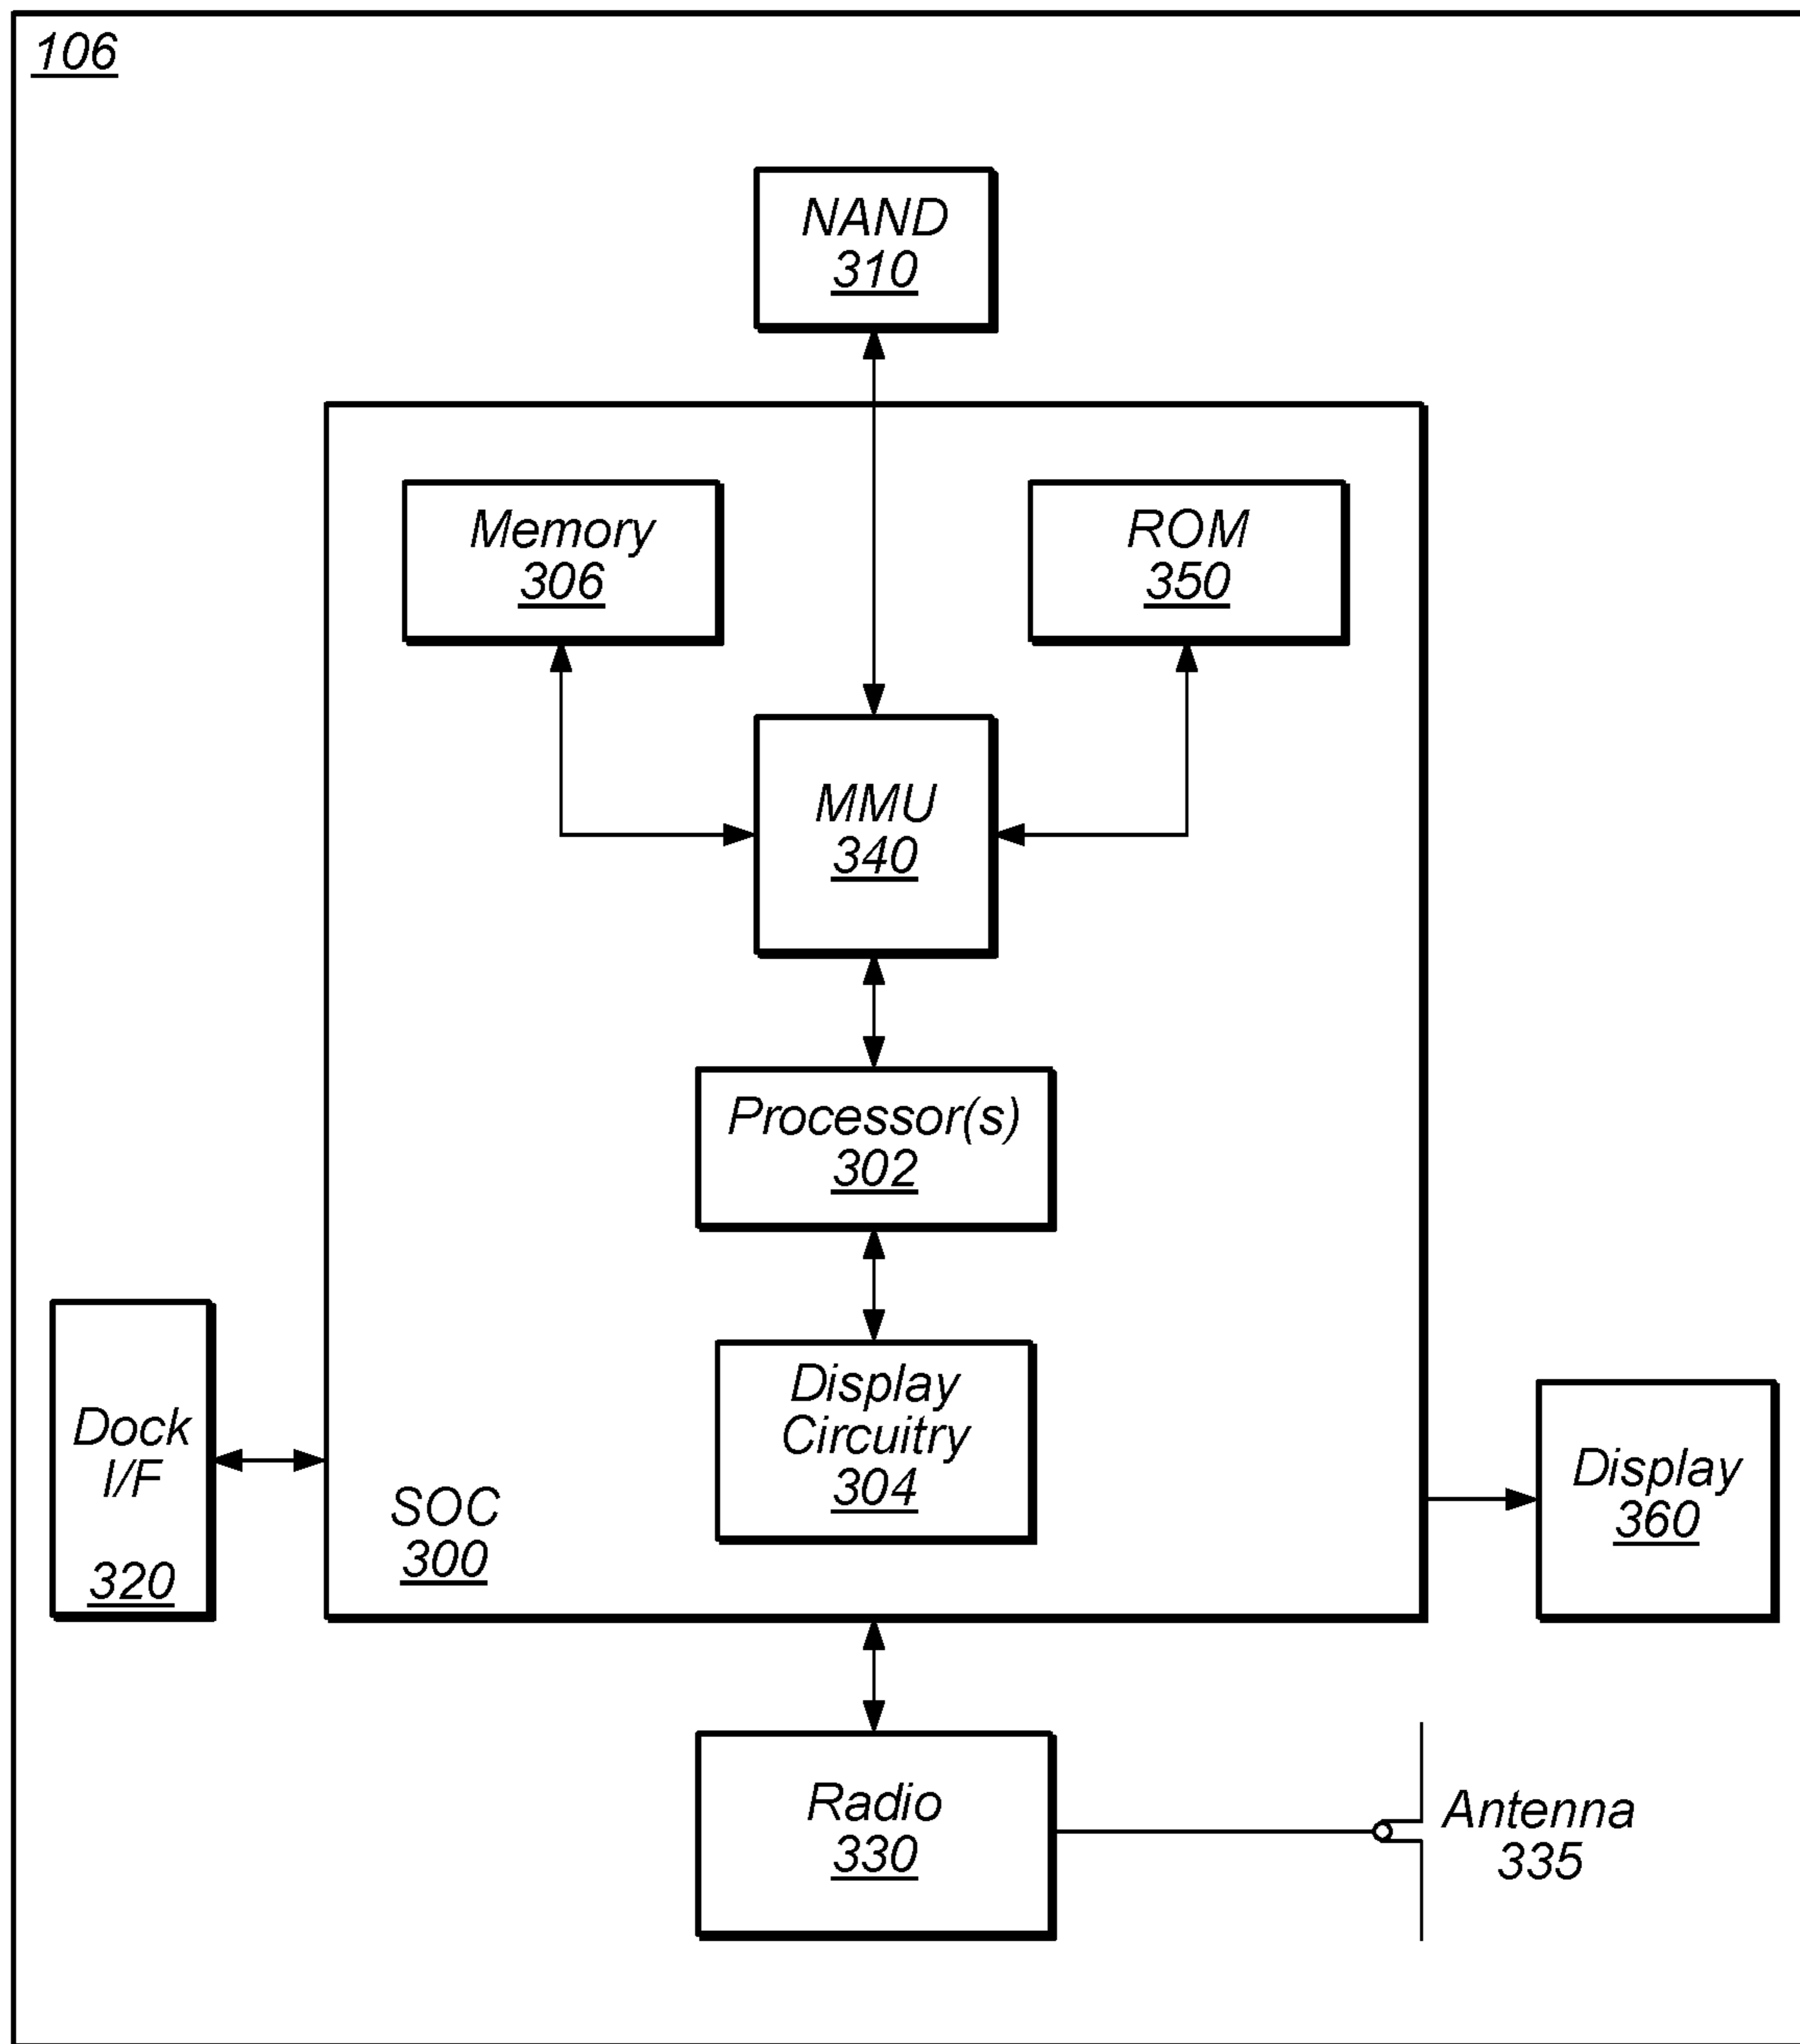 106
NAND
310
Memory
306
ROM
350
MMU
340
Processor(s)
302
Display
Circuitry
304
Dock
I/F
320
SOC
300
Display
360
Radio
330
Antenna
335